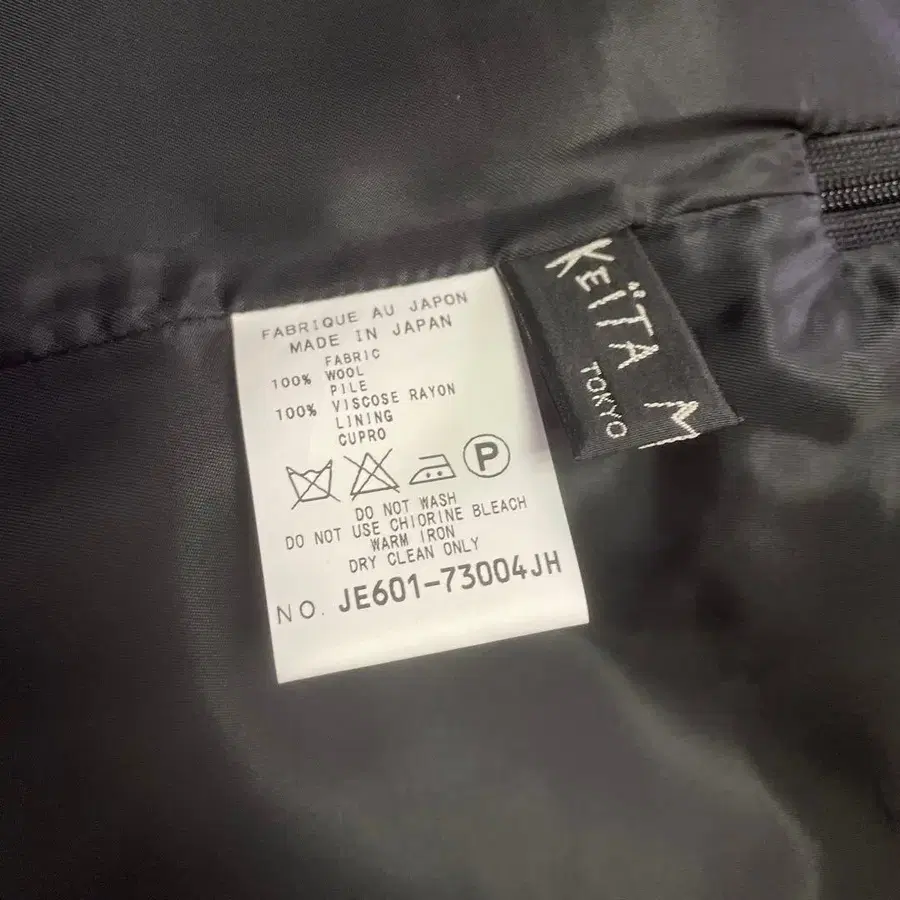 FABRIQUE AU JAPON
MADE IN JAPAN
FABRIC
100% WOOL
PILE
100% VISCOSE RAYON
LINING
CUPRO
P
DO NOT WASH
DO NOT USE CHIORINE BLEACH
WARM IRON
DRY CLEAN ONLY
NO. JE601-73004JH
KEÏTA M
TOKYO